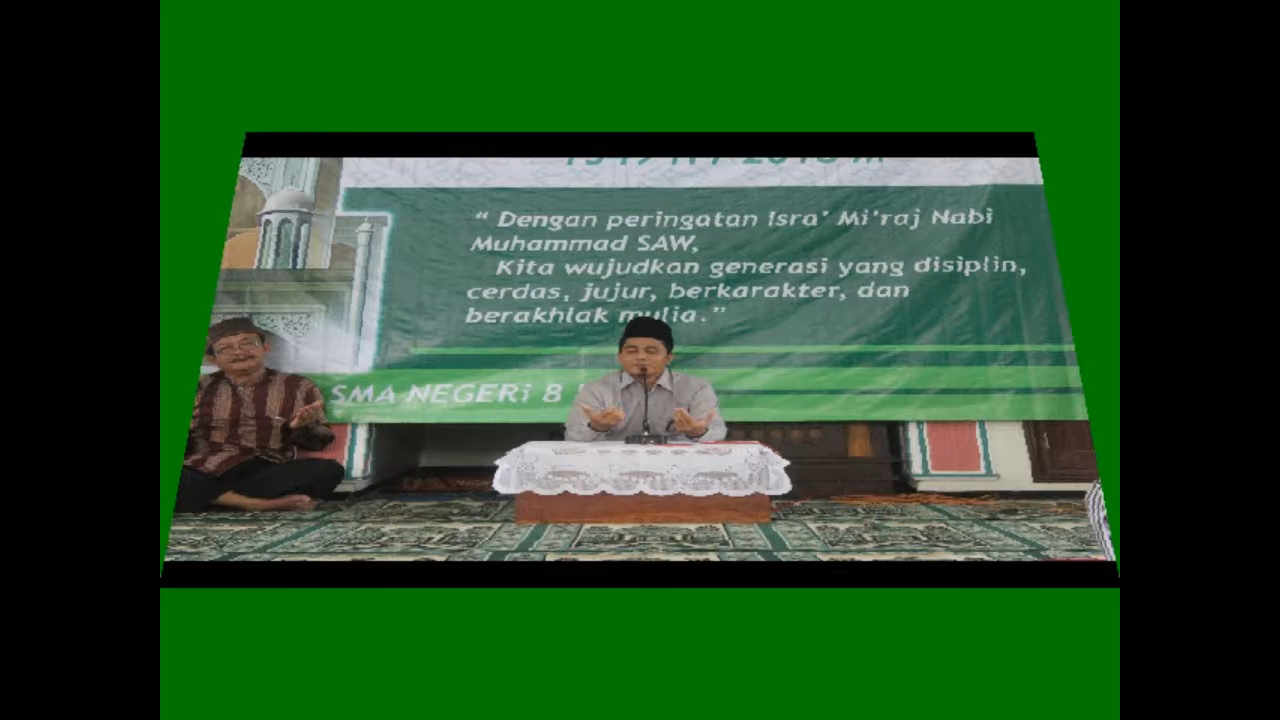 “ Dengan peringatan Isra’ Mi’raj Nabi
Muhammad SAW,
Kita wujudkan generasi yang disiplin,
cerdas, jujur, berkarakter, dan
berakhlak mulia.”
SMA NEGERi 8